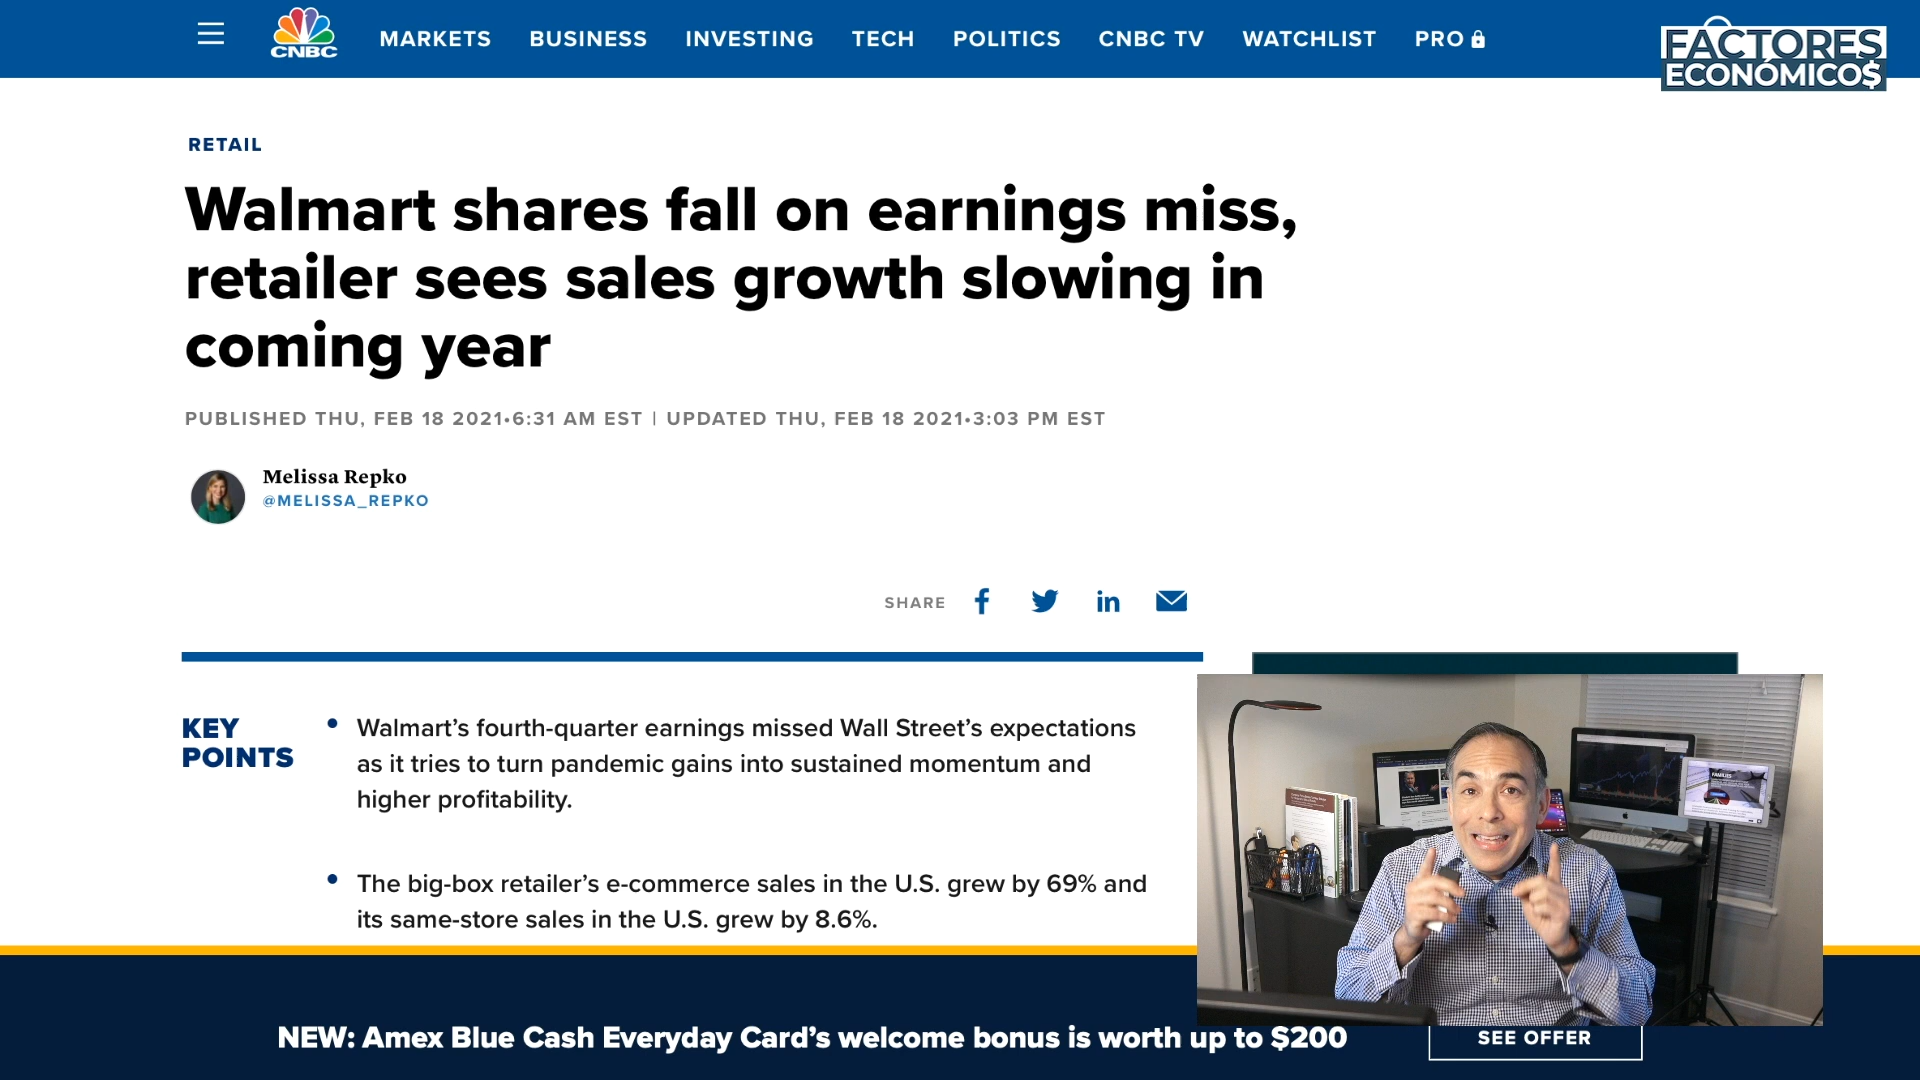 CNBC
MARKETS BUSINESS INVESTING TECH POLITICS CNBC TV WATCHLIST PRO
FACTORES
ECONÓMICO$
RETAIL
Walmart shares fall on earnings miss,
retailer sees sales growth slowing in
coming year
PUBLISHED THU, FEB 18 2021•6:31 AM EST | UPDATED THU, FEB 18 2021•3:03 PM EST
Melissa Repko
@MELISSA_REPKO
SHARE
KEY
POINTS
• Walmart’s fourth-quarter earnings missed Wall Street’s expectations
as it tries to turn pandemic gains into sustained momentum and
higher profitability.
• The big-box retailer’s e-commerce sales in the U.S. grew by 69% and
its same-store sales in the U.S. grew by 8.6%.
FAMILIES
NEW: Amex Blue Cash Everyday Card’s welcome bonus is worth up to $200
SEE OFFER